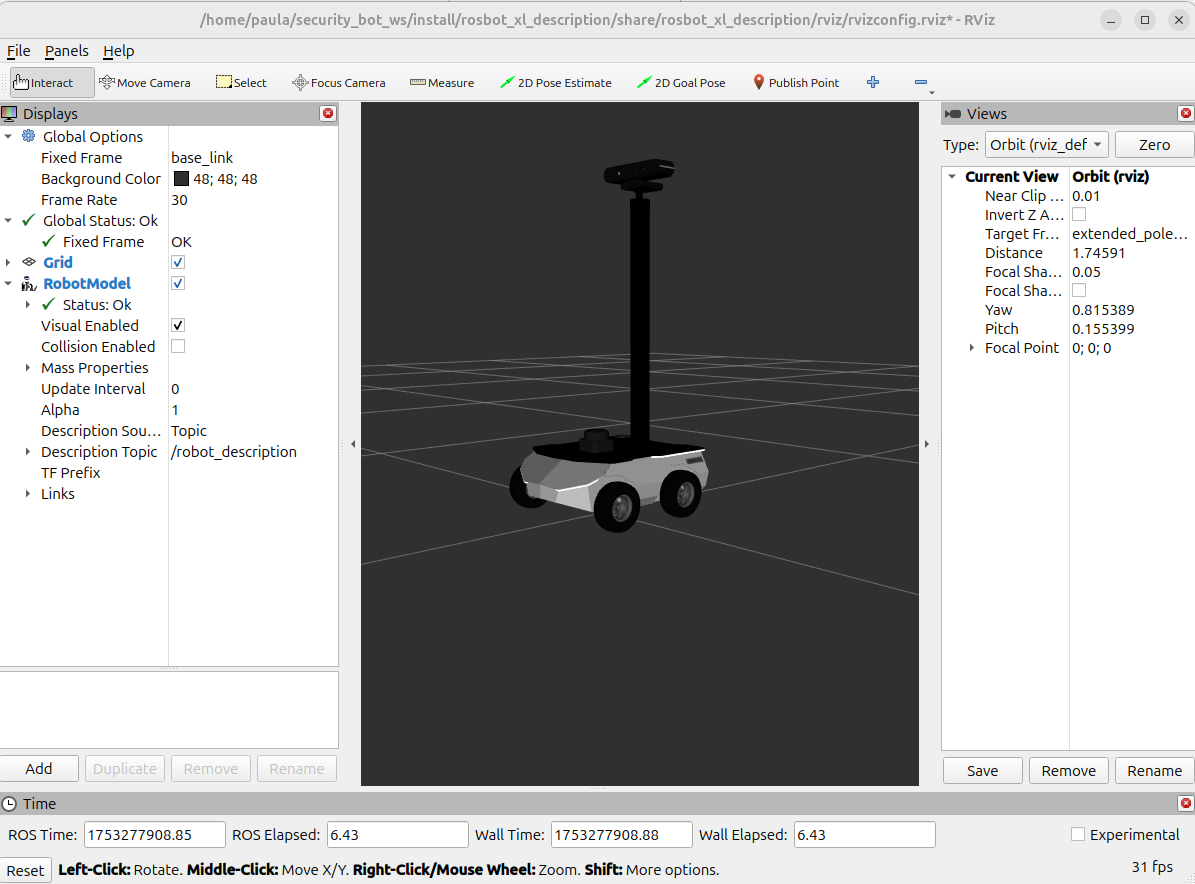 /home/paula/security_bot_ws/install/rosbot_xl_description/share/rosbot_xl_description/rviz/rvizconfig.rviz* - RViz
File Panels Help
Interact Move Camera Select Focus Camera Measure 2D Pose Estimate 2D Goal Pose Publish Point
Displays
Global Options
Fixed Frame base_link
Background Color 48; 48; 48
Frame Rate 30
Global Status: Ok
Fixed Frame OK
Grid
RobotModel
Status: Ok
Visual Enabled
Collision Enabled
Mass Properties
Update Interval 0
Alpha 1
Description Sou... Topic
Description Topic /robot_description
TF Prefix
Links
Add Duplicate Remove Rename
Views
Type: Orbit (rviz_def Zero
Current View Orbit (rviz)
Near Clip ... 0.01
Invert Z A...
Target Fr... extended_pole...
Distance 1.74591
Focal Sha... 0.05
Focal Sha...
Yaw 0.815389
Pitch 0.155399
Focal Point 0; 0; 0
Save Remove Rename
Time
ROS Time: 1753277908.85 ROS Elapsed: 6.43 Wall Time: 1753277908.88 Wall Elapsed: 6.43 Experimental
Reset Left-Click: Rotate. Middle-Click: Move X/Y. Right-Click/Mouse Wheel: Zoom. Shift: More options. 31 fps